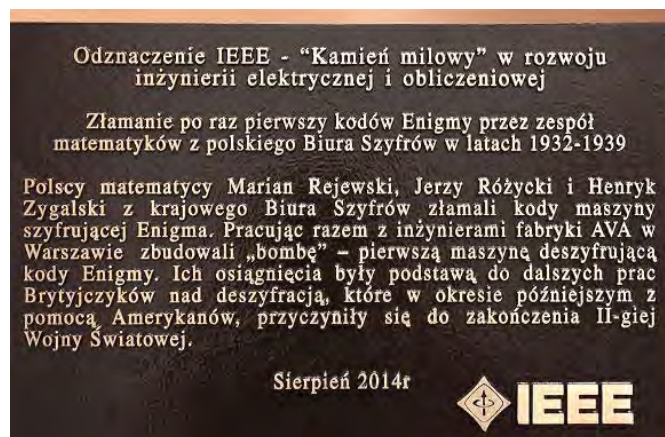 Odznaczenie IEEE - “Kamień milowy” w rozwoju
inżynierii elektrycznej i obliczeniowej
Złamanie po raz pierwszy kodów Enigmy przez zespół
matematyków z polskiego Biura Szyfrów w latach 1932-1939
Polscy matematycy Marian Rejewski, Jerzy Różycki i Henryk
Zygalski z krajowego Biura Szyfrów złamali kody maszyny
szyfrującej Enigma. Pracując razem z inżynierami fabryki AVA w
Warszawie zbudowali „bombę” – pierwszą maszynę deszyfrującą
kody Enigmy. Ich osiągnięcia były podstawą do dalszych prac
Brytyjczyków nad deszyfracją, które w okresie późniejszym z
pomocą Amerykanów, przyczyniły się do zakończenia II-giej
Wojny Światowej.
Sierpień 2014r
IEEE